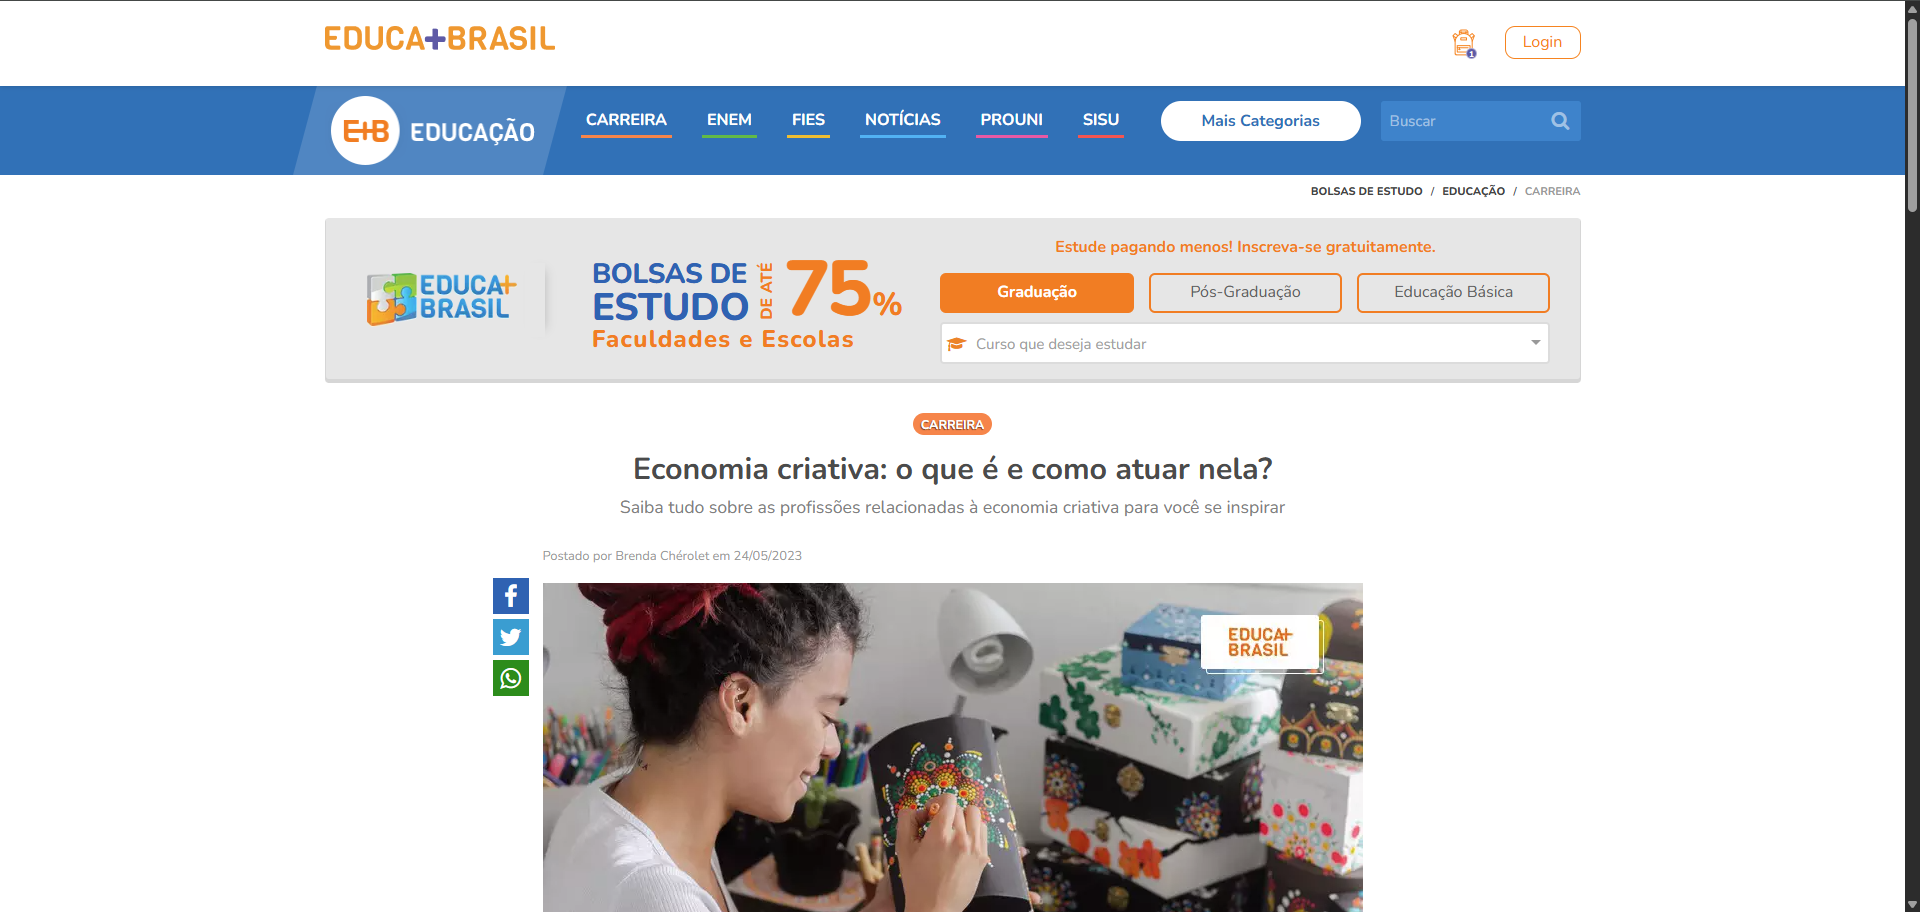 EDUCA+BRASIL
1
Login
E+B EDUCAÇÃO
CARREIRA
ENEM
FIES
NOTÍCIAS
PROUNI
SISU
Mais Categorias
Buscar
BOLSAS DE ESTUDO / EDUCAÇÃO / CARREIRA
EDUCA+
BRASIL
BOLSAS DE
ESTUDO
DE ATÉ
75%
Faculdades e Escolas
Estude pagando menos! Inscreva-se gratuitamente.
Graduação
Pós-Graduação
Educação Básica
Curso que deseja estudar
CARREIRA
Economia criativa: o que é e como atuar nela?
Saiba tudo sobre as profissões relacionadas à economia criativa para você se inspirar
Postado por Brenda Chérolet em 24/05/2023
EDUCA+
BRASIL